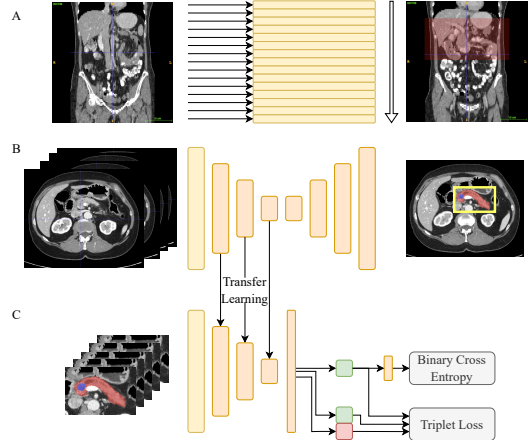 A
B
Transfer
Learning
C
Binary Cross
Entropy
Triplet Loss